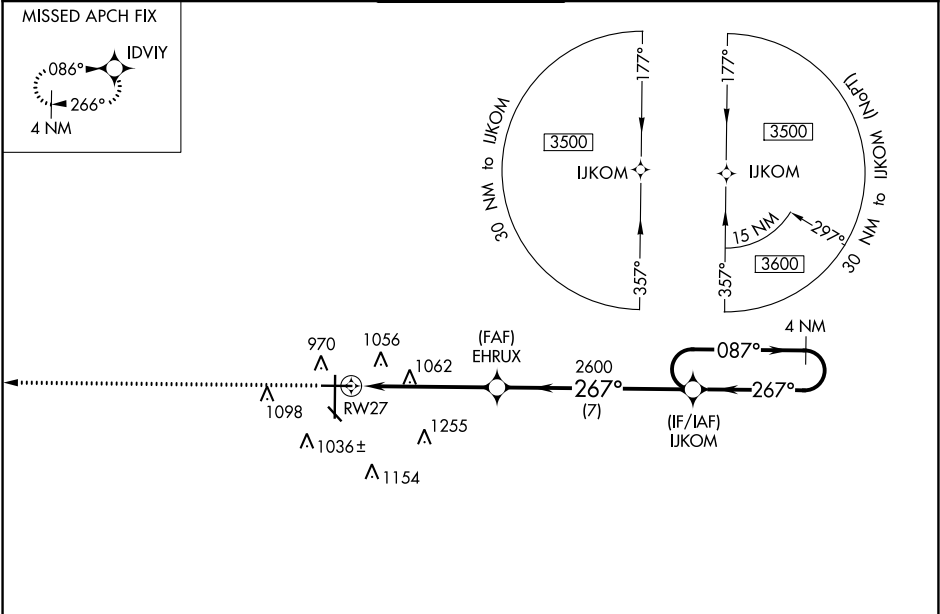 MISSED APCH FIX
IDVIY
086°
266°
4 NM
30 NM to IJKOM
3500
177°
IJKOM
357°
177°
3500
IJKOM
30 NM to IJKOM (NoPT)
15 NM
297°
3600
357°
970
1056
1062
1098
RW27
1036±
1255
1154
(FAF)
EHRUX
2600
267°
(7)
(IF/IAF)
IJKOM
087°
4 NM
267°